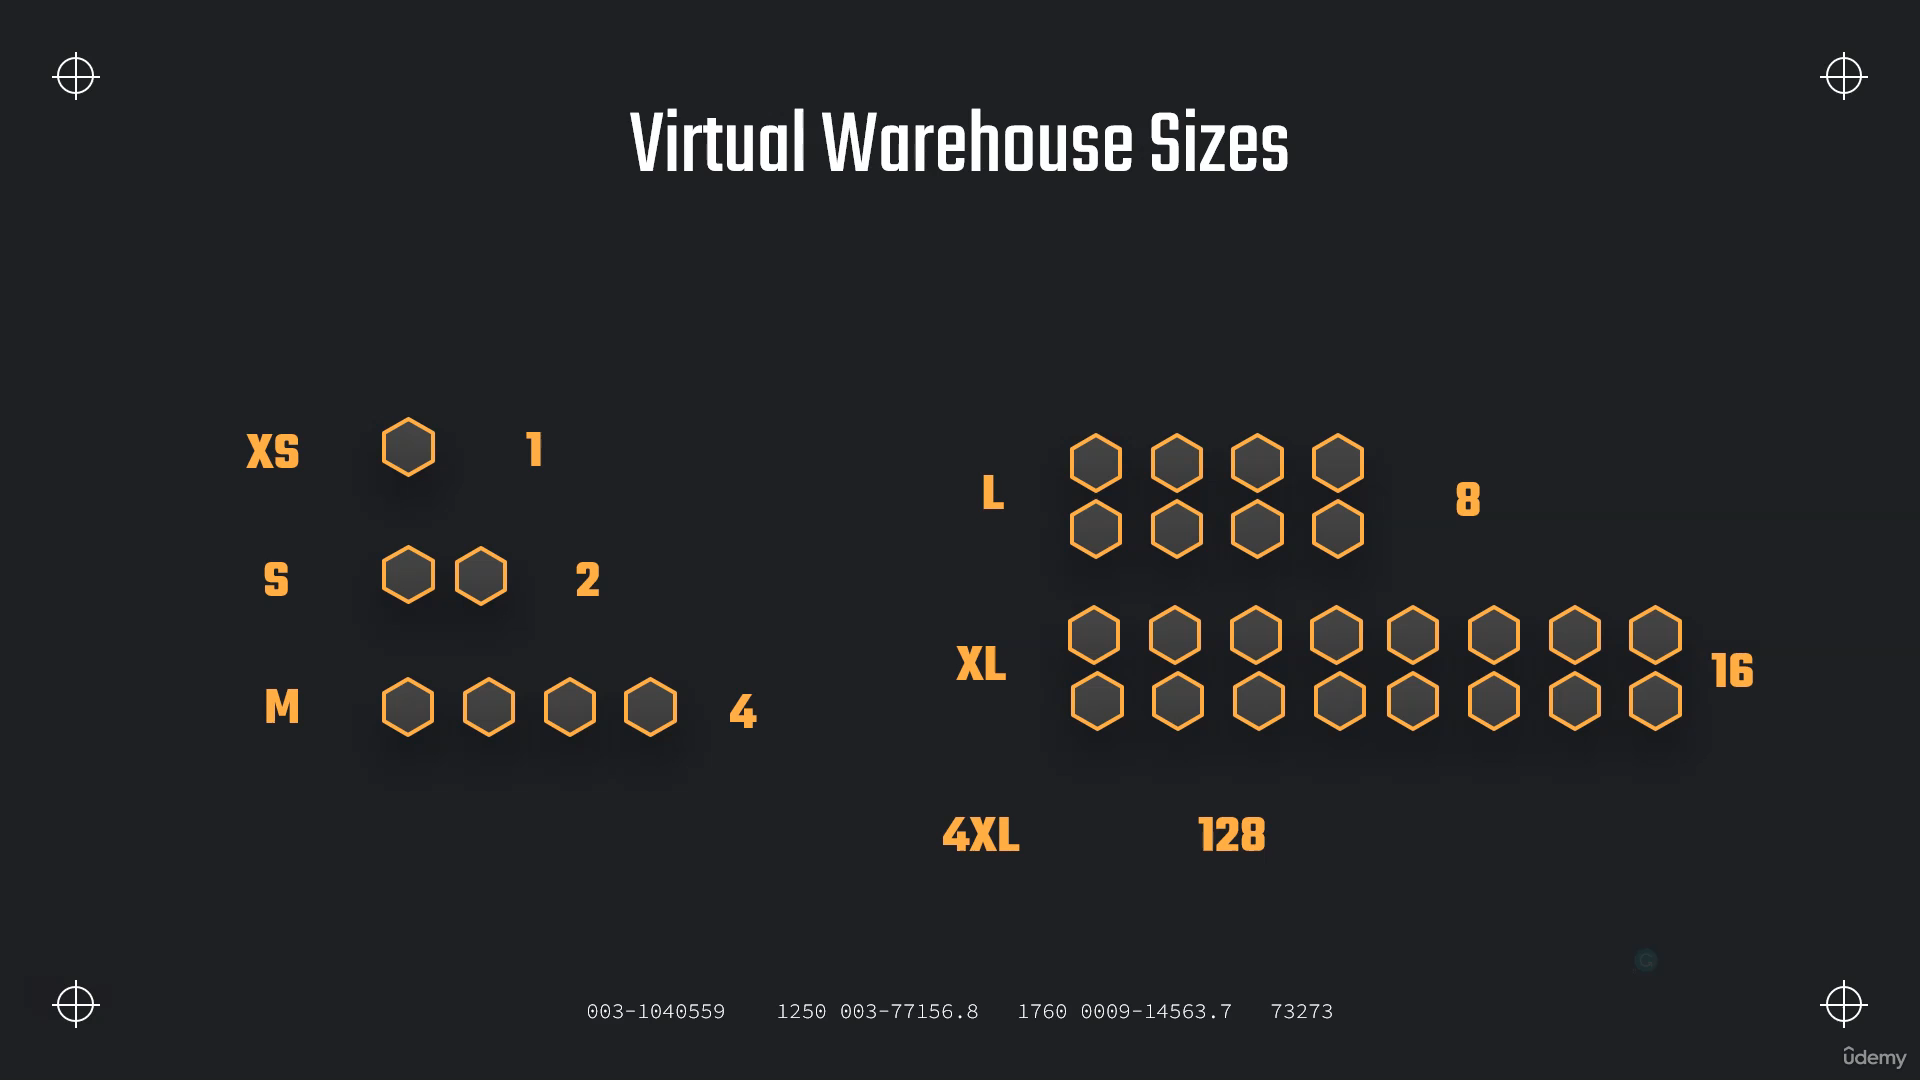 Virtual Warehouse Sizes
XS 1
S 2
M 4
L 8
XL 16
4XL 128
003-1040559 1250 003-77156.8 1760 0009-14563.7 73273
ûdemy